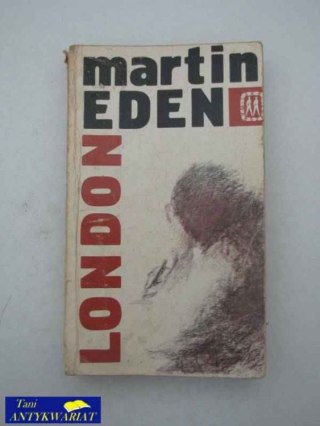 martin
EDEN
LONDON
Tani
ANTYKWARIAT